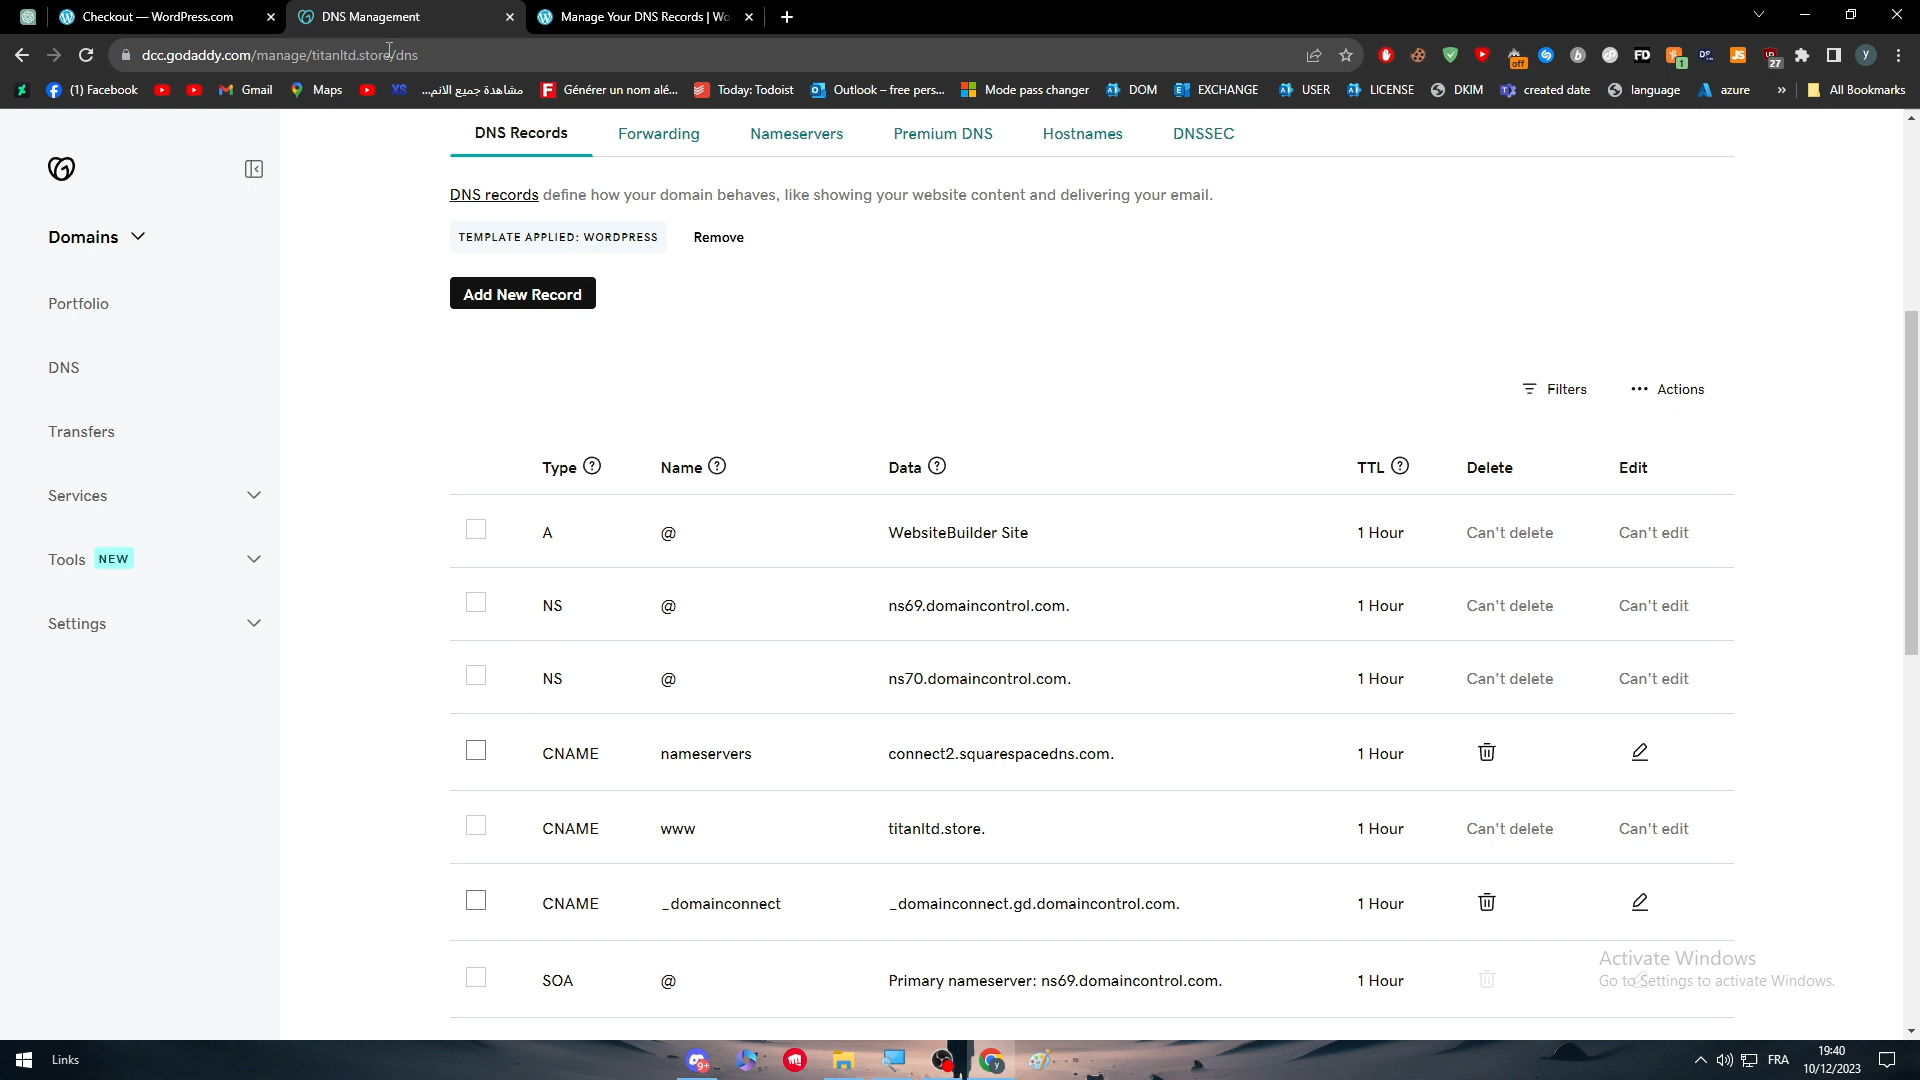 Checkout — WordPress.com
DNS Management
Manage Your DNS Records | Wo
dcc.godaddy.com/manage/titanltd.store/dns
(1) Facebook
Gmail
Maps
XS
مشاهدة جميع الانم...
Générer un nom alé...
Today: Todoist
Outlook – free pers...
Mode pass changer
DOM
EXCHANGE
USER
LICENSE
DKIM
created date
language
azure
»
All Bookmarks
DNS Records
Forwarding
Nameservers
Premium DNS
Hostnames
DNSSEC
DNS records define how your domain behaves, like showing your website content and delivering your email.
Domains
TEMPLATE APPLIED: WORDPRESS
Remove
Add New Record
Portfolio
DNS
Transfers
Services
Tools NEW
Settings
Filters
Actions
Type Name Data TTL Delete Edit
A @ WebsiteBuilder Site 1 Hour Can't delete Can't edit
NS @ ns69.domaincontrol.com. 1 Hour Can't delete Can't edit
NS @ ns70.domaincontrol.com. 1 Hour Can't delete Can't edit
CNAME nameservers connect2.squarespacedns.com. 1 Hour
CNAME www titanltd.store. 1 Hour Can't delete Can't edit
CNAME _domainconnect _domainconnect.gd.domaincontrol.com. 1 Hour
SOA @ Primary nameserver: ns69.domaincontrol.com. 1 Hour
Activate Windows
Go to Settings to activate Windows.
Links
FRA
19:40
10/12/2023